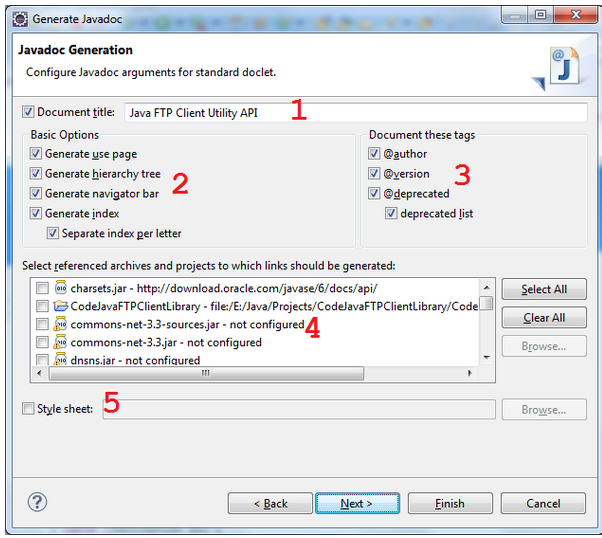 Generate Javadoc
Javadoc Generation
Configure Javadoc arguments for standard doclet.
Document title: Java FTP Client Utility API 1
Basic Options
Generate use page
Generate hierarchy tree
Generate navigator bar
Generate index
Separate index per letter
2
Document these tags
@author
@version
@deprecated
deprecated list
3
Select referenced archives and projects to which links should be generated:
charsets.jar - http://download.oracle.com/javase/6/docs/api/
CodeJavaFTPClientLibrary - file:/E:/Java/Projects/CodeJavaFTPClientLibrary/Code
commons-net-3.3-sources.jar - not configured
commons-net-3.3.jar - not configured
dnsns.jar - not configured
4
Select All
Clear All
Browse...
Style sheet: 5
Browse...
? < Back Next > Finish Cancel